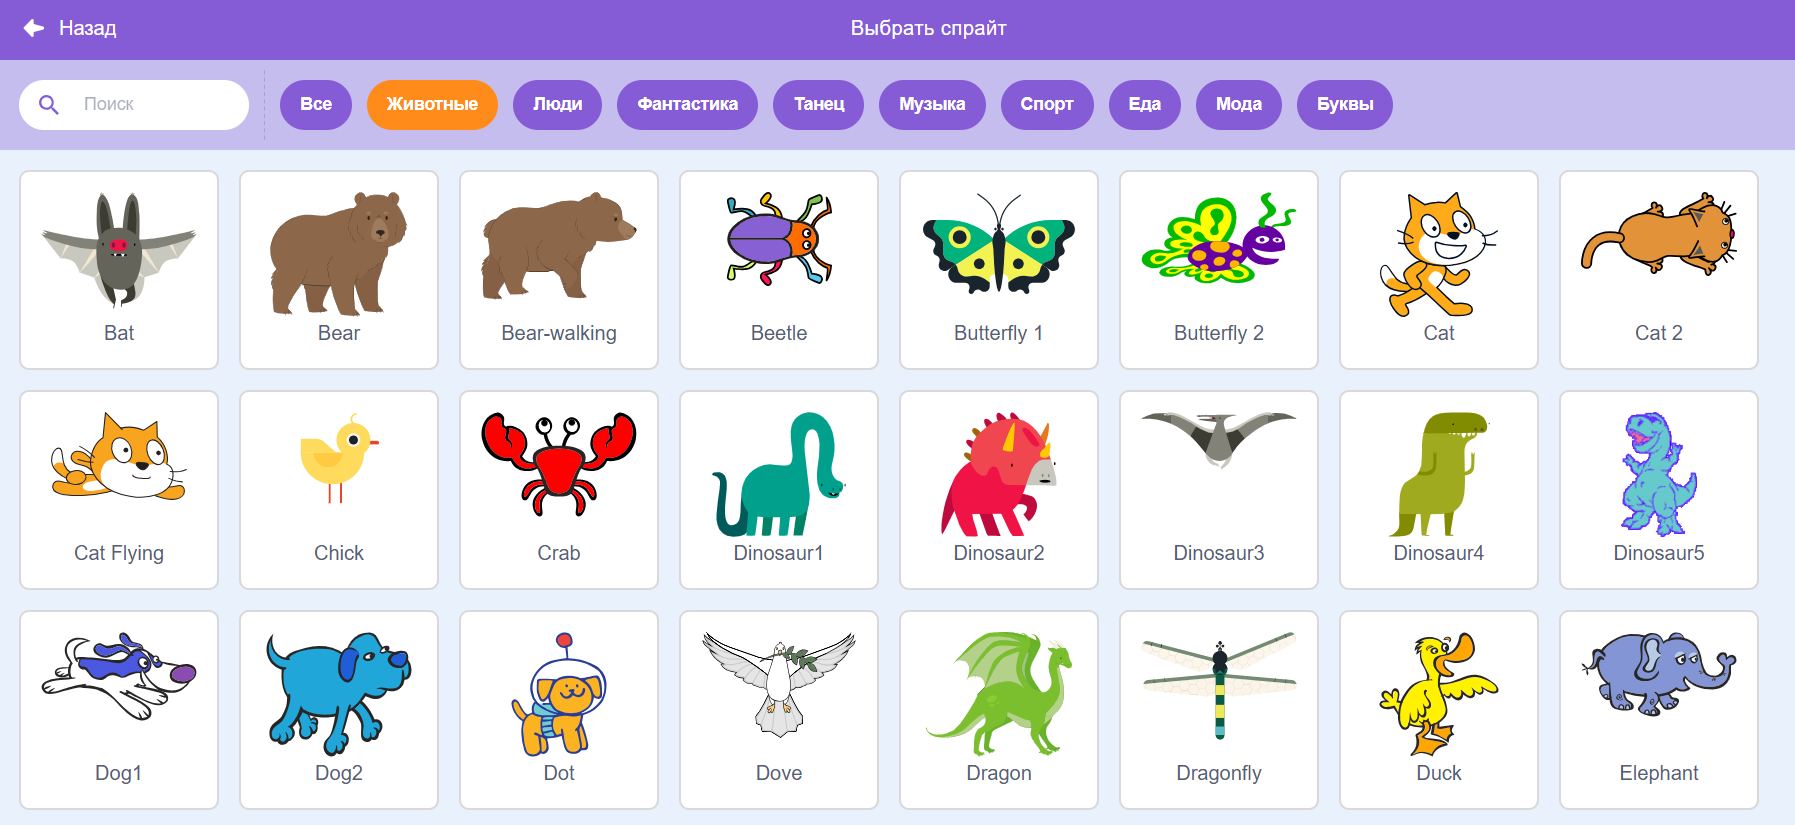 Назад
Выбрать спрайт
Поиск
Все Животные Люди Фантастика Танец Музыка Спорт Еда Мода Буквы
Bat Bear Bear-walking Beetle Butterfly 1 Butterfly 2 Cat Cat 2
Cat Flying Chick Crab Dinosaur1 Dinosaur2 Dinosaur3 Dinosaur4 Dinosaur5
Dog1 Dog2 Dot Dove Dragon Dragonfly Duck Elephant